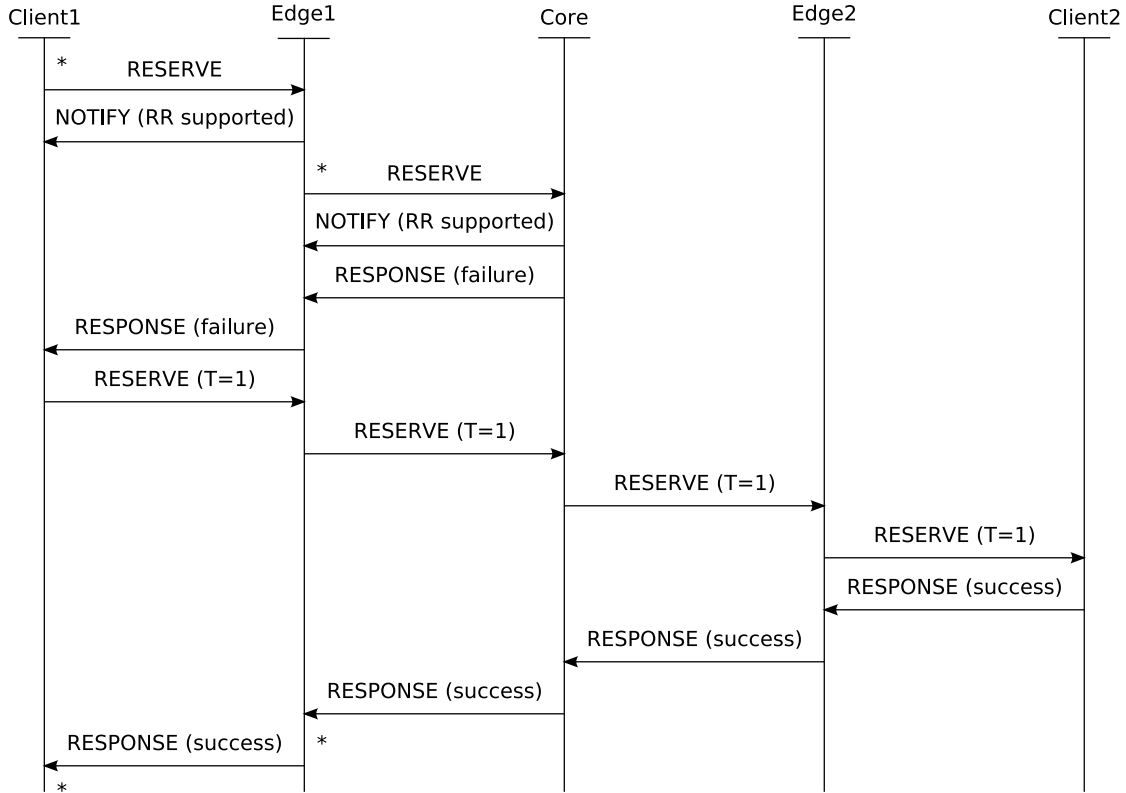 Client1 Edge1 Core Edge2 Client2
* RESERVE
NOTIFY (RR supported)
* RESERVE
NOTIFY (RR supported)
RESPONSE (failure)
RESPONSE (failure)
RESERVE (T=1)
RESERVE (T=1)
RESERVE (T=1)
RESERVE (T=1)
RESPONSE (success)
RESPONSE (success)
RESPONSE (success)
RESPONSE (success) *
*